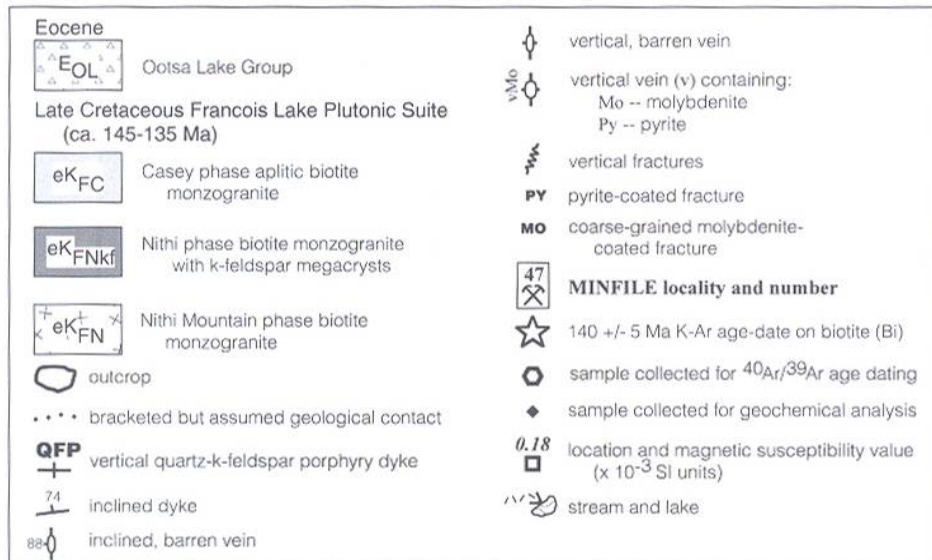 Eocene
E_OL Ootsa Lake Group
Late Cretaceous Francois Lake Plutonic Suite
(ca. 145-135 Ma)
eK_FC Casey phase aplitic biotite
monzogranite
eK_FNkf Nithi phase biotite monzogranite
with k-feldspar megacrysts
eK_FN Nithi Mountain phase biotite
monzogranite
outcrop
bracketed but assumed geological contact
QFP vertical quartz-k-feldspar porphyry dyke
74 inclined dyke
88 inclined, barren vein
vertical, barren vein
vMo vertical vein (v) containing:
Mo -- molybdenite
Py -- pyrite
vertical fractures
PY pyrite-coated fracture
MO coarse-grained molybdenite-
coated fracture
47 MINFILE locality and number
140 +/- 5 Ma K-Ar age-date on biotite (Bi)
sample collected for ⁴⁰Ar/³⁹Ar age dating
sample collected for geochemical analysis
0.18 location and magnetic susceptibility value
(x 10⁻³ SI units)
stream and lake